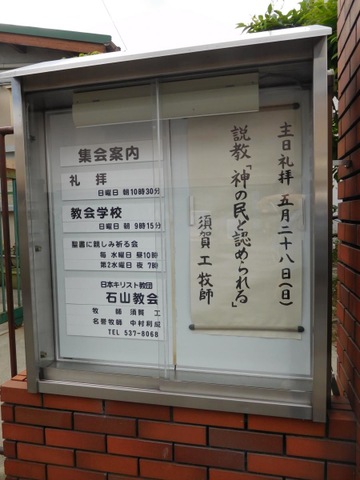 集会案内
礼拝
日曜日 朝10時30分
教会学校
日曜日 朝9時15分
聖書に親しみ祈る会
毎 水曜日 昼10時
第2水曜日 夜 7時
日本キリスト教団
石山教会
牧師 須賀 工
名誉牧師 中村利成
TEL 537-8068
主日礼拝 五月二十八日(日)
説教「神の民と認められる」
須賀 工 牧師